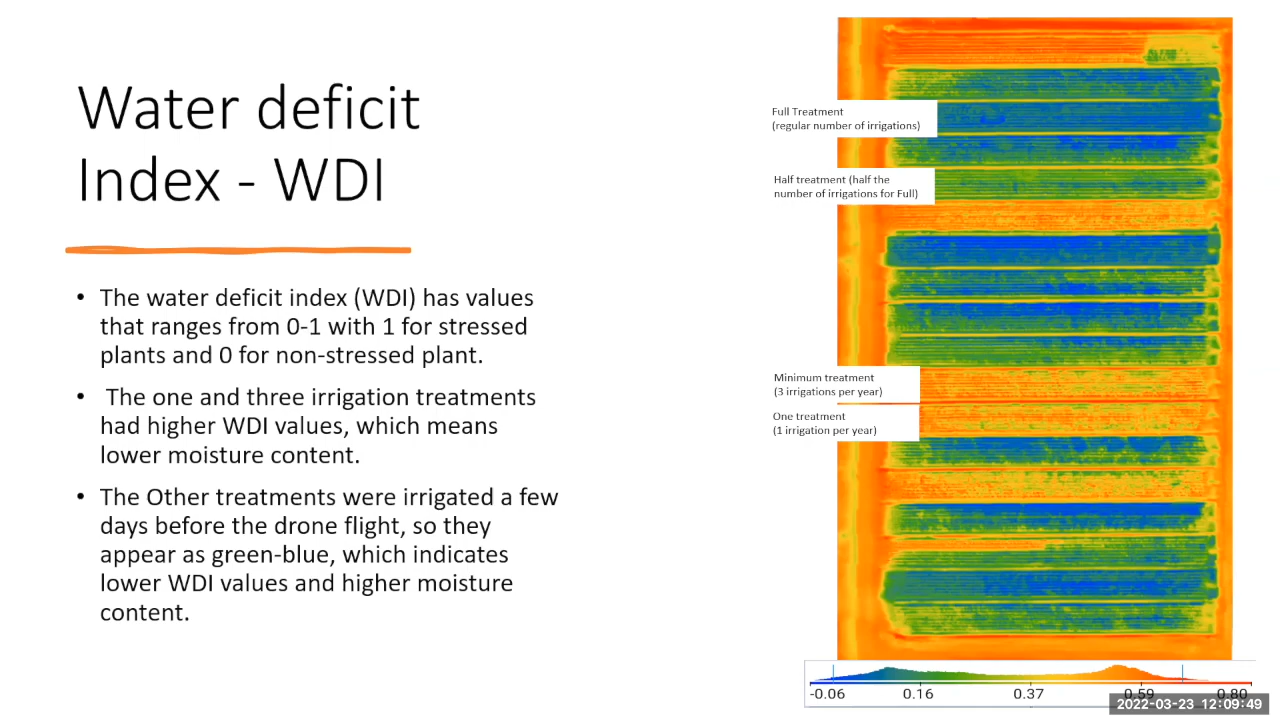 Water deficit
Index - WDI
• The water deficit index (WDI) has values
that ranges from 0-1 with 1 for stressed
plants and 0 for non-stressed plant.
• The one and three irrigation treatments
had higher WDI values, which means
lower moisture content.
• The Other treatments were irrigated a few
days before the drone flight, so they
appear as green-blue, which indicates
lower WDI values and higher moisture
content.
Full Treatment
(regular number of irrigations)
Half treatment (half the
number of irrigations for Full)
Minimum treatment
(3 irrigations per year)
One treatment
(1 irrigation per year)
-0.06 0.16 0.37 0.59 0.80
2022-03-23 12:09:49